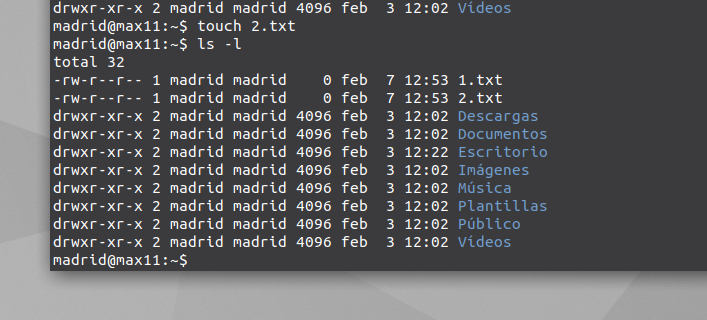 drwxr-xr-x 2 madrid madrid 4096 feb  3 12:02 Vídeos
madrid@max11:~$ touch 2.txt
madrid@max11:~$ ls -l
total 32
-rw-r--r-- 1 madrid madrid    0 feb  7 12:53 1.txt
-rw-r--r-- 1 madrid madrid    0 feb  7 12:53 2.txt
drwxr-xr-x 2 madrid madrid 4096 feb  3 12:02 Descargas
drwxr-xr-x 2 madrid madrid 4096 feb  3 12:02 Documentos
drwxr-xr-x 2 madrid madrid 4096 feb  3 12:22 Escritorio
drwxr-xr-x 2 madrid madrid 4096 feb  3 12:02 Imágenes
drwxr-xr-x 2 madrid madrid 4096 feb  3 12:02 Música
drwxr-xr-x 2 madrid madrid 4096 feb  3 12:02 Plantillas
drwxr-xr-x 2 madrid madrid 4096 feb  3 12:02 Público
drwxr-xr-x 2 madrid madrid 4096 feb  3 12:02 Vídeos
madrid@max11:~$